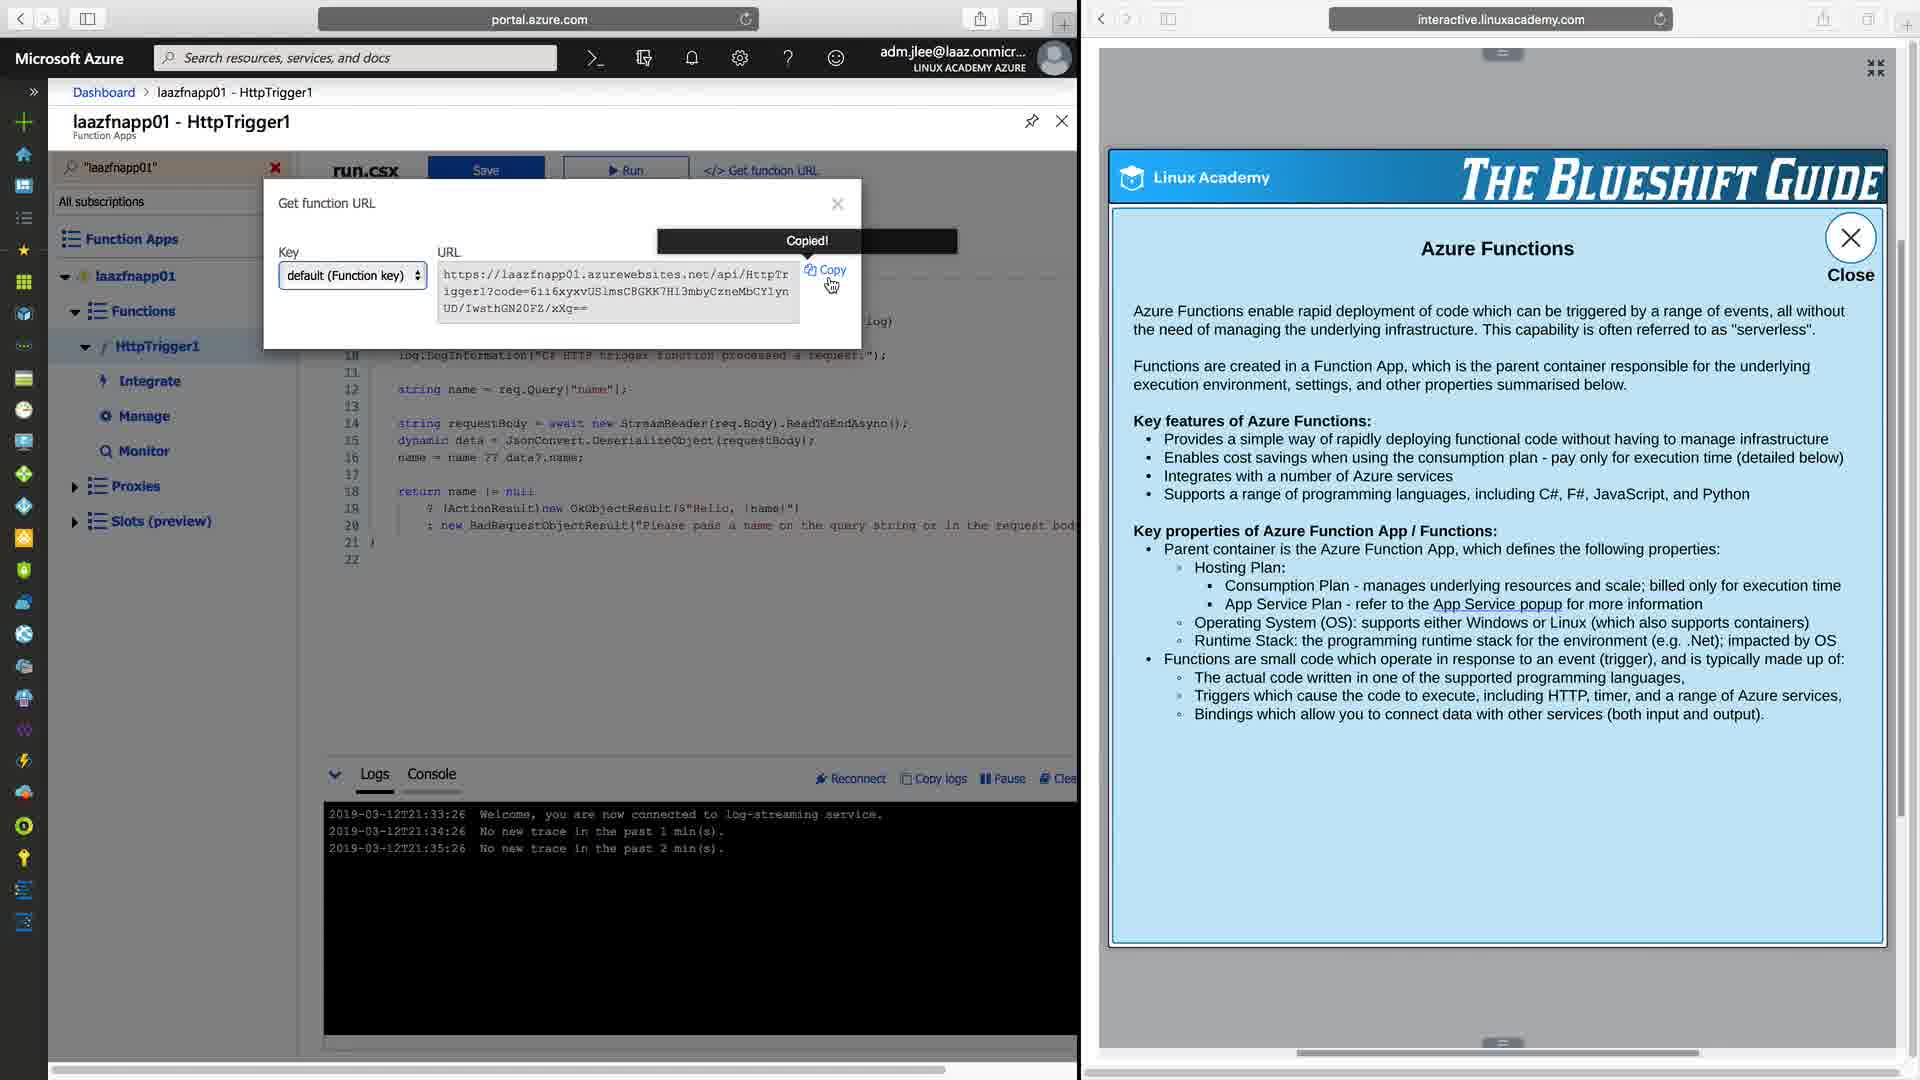 portal.azure.com
Microsoft Azure
Search resources, services, and docs
adm.jlee@laaz.onmicr...
LINUX ACADEMY AZURE
Dashboard > laazfnapp01 - HttpTrigger1
laazfnapp01 - HttpTrigger1
Function Apps
"laazfnapp01"
All subscriptions
Function Apps
laazfnapp01
Functions
HttpTrigger1
Integrate
Manage
Monitor
Proxies
Slots (preview)
run.csx
Save
Run
</> Get function URL
Get function URL
Copied!
Key
URL
default (Function key)
https://laazfnapp01.azurewebsites.net/api/HttpTr
Copy
log)
10 log.LogInformation("C# HTTP trigger function processed a request.");
11
12 string name = req.Query["name"];
13
14 string requestBody = await new StreamReader(req.Body).ReadToEndAsync();
15 dynamic data = JsonConvert.DeserializeObject(requestBody);
16 name = name ?? data?.name;
17
18 return name != null
19 ? (ActionResult)new OkObjectResult($"Hello, {name}")
20 : new BadRequestObjectResult("Please pass a name on the query string or in the request body
21 }
22
Logs
Console
Reconnect
Copy logs
Pause
Clea
2019-03-12T21:33:26 Welcome, you are now connected to log-streaming service.
2019-03-12T21:34:26 No new trace in the past 1 min(s).
2019-03-12T21:35:26 No new trace in the past 2 min(s).
interactive.linuxacademy.com
Linux Academy
THE BLUESHIFT GUIDE
Azure Functions
Close
Azure Functions enable rapid deployment of code which can be triggered by a range of events, all without
the need of managing the underlying infrastructure. This capability is often referred to as "serverless".
Functions are created in a Function App, which is the parent container responsible for the underlying
execution environment, settings, and other properties summarised below.
Key features of Azure Functions:
• Provides a simple way of rapidly deploying functional code without having to manage infrastructure
• Enables cost savings when using the consumption plan - pay only for execution time (detailed below)
• Integrates with a number of Azure services
• Supports a range of programming languages, including C#, F#, JavaScript, and Python
Key properties of Azure Function App / Functions:
• Parent container is the Azure Function App, which defines the following properties:
◦ Hosting Plan:
▪ Consumption Plan - manages underlying resources and scale; billed only for execution time
▪ App Service Plan - refer to the App Service popup for more information
◦ Operating System (OS): supports either Windows or Linux (which also supports containers)
◦ Runtime Stack: the programming runtime stack for the environment (e.g. .Net); impacted by OS
• Functions are small code which operate in response to an event (trigger), and is typically made up of:
◦ The actual code written in one of the supported programming languages,
◦ Triggers which cause the code to execute, including HTTP, timer, and a range of Azure services,
◦ Bindings which allow you to connect data with other services (both input and output).